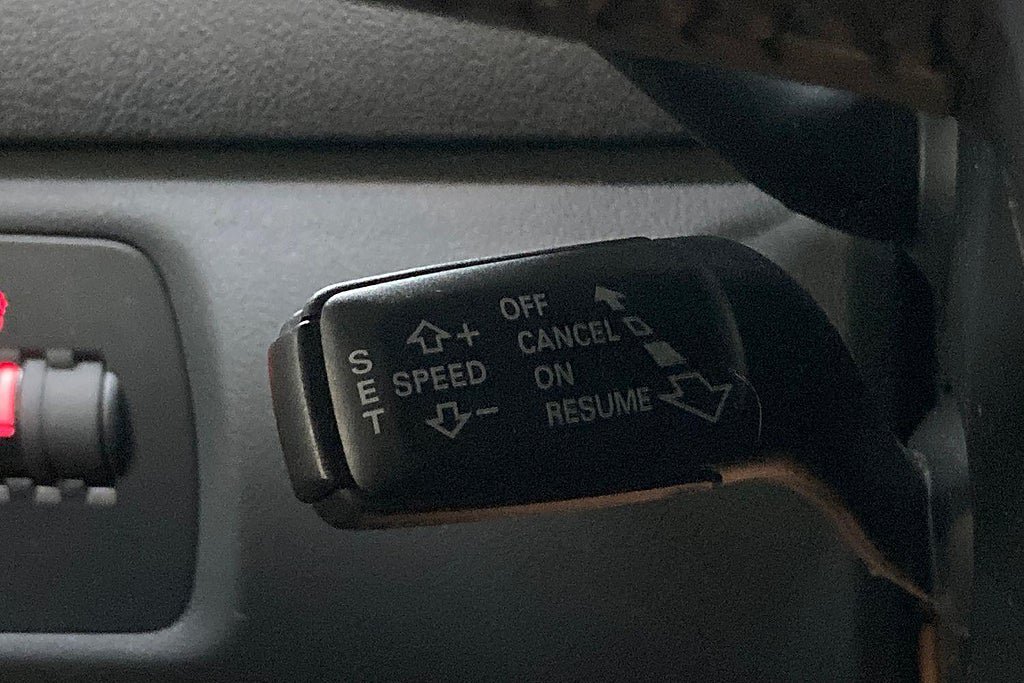 SET
+
SPEED
−
OFF
CANCEL
ON
RESUME